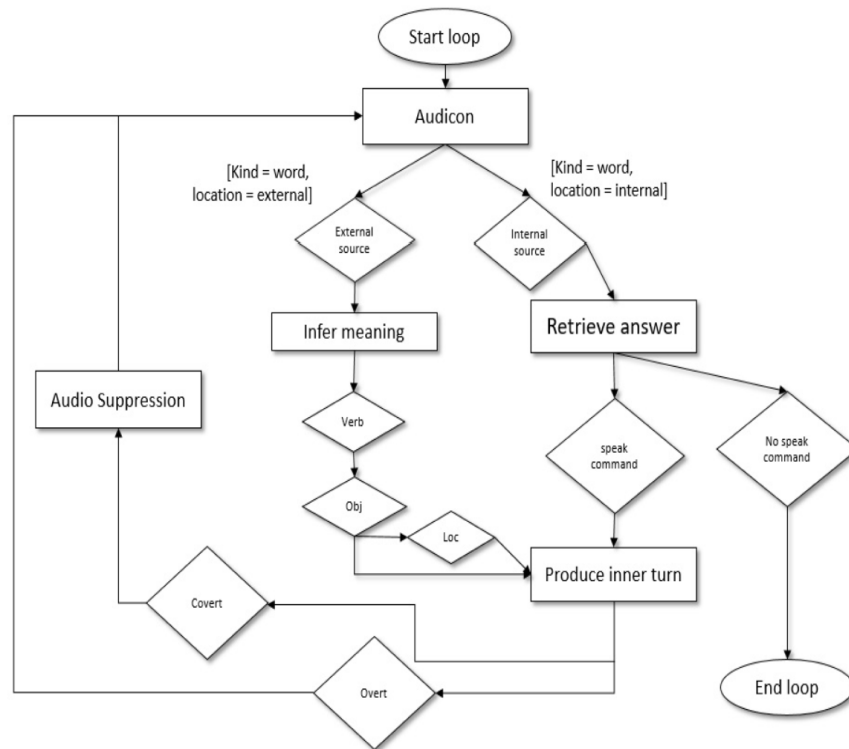 Start loop
Audicon
[Kind = word,
location = external]
[Kind = word,
location = internal]
External
source
Internal
source
Infer meaning
Retrieve answer
Audio Suppression
Verb
speak
command
No speak
command
Obj
Loc
Produce inner turn
Covert
Overt
End loop